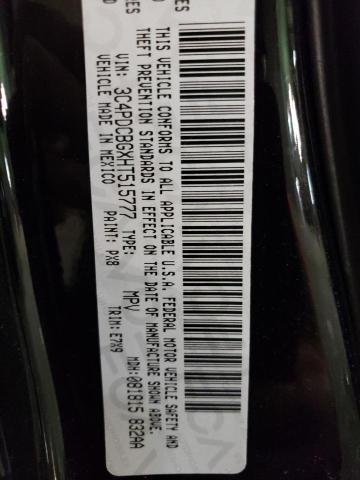 THIS VEHICLE CONFORMS TO ALL APPLICABLE U.S.A. FEDERAL MOTOR VEHICLE SAFETY AND
THEFT PREVENTION STANDARDS IN EFFECT ON THE DATE OF MANUFACTURE SHOWN ABOVE.
VIN: 3C4PDCBGXHT515777 TYPE: MPV MDH: 081815 832AA
VEHICLE MADE IN MEXICO PAINT: PX8 TRIM: E7X9